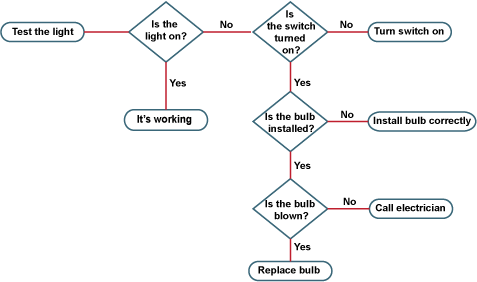 Test the light
Is the
light on?
No
Is
the switch
turned
on?
No
Turn switch on
Yes
It's working
Yes
Is the bulb
installed?
No
Install bulb correctly
Yes
Is the bulb
blown?
No
Call electrician
Yes
Replace bulb